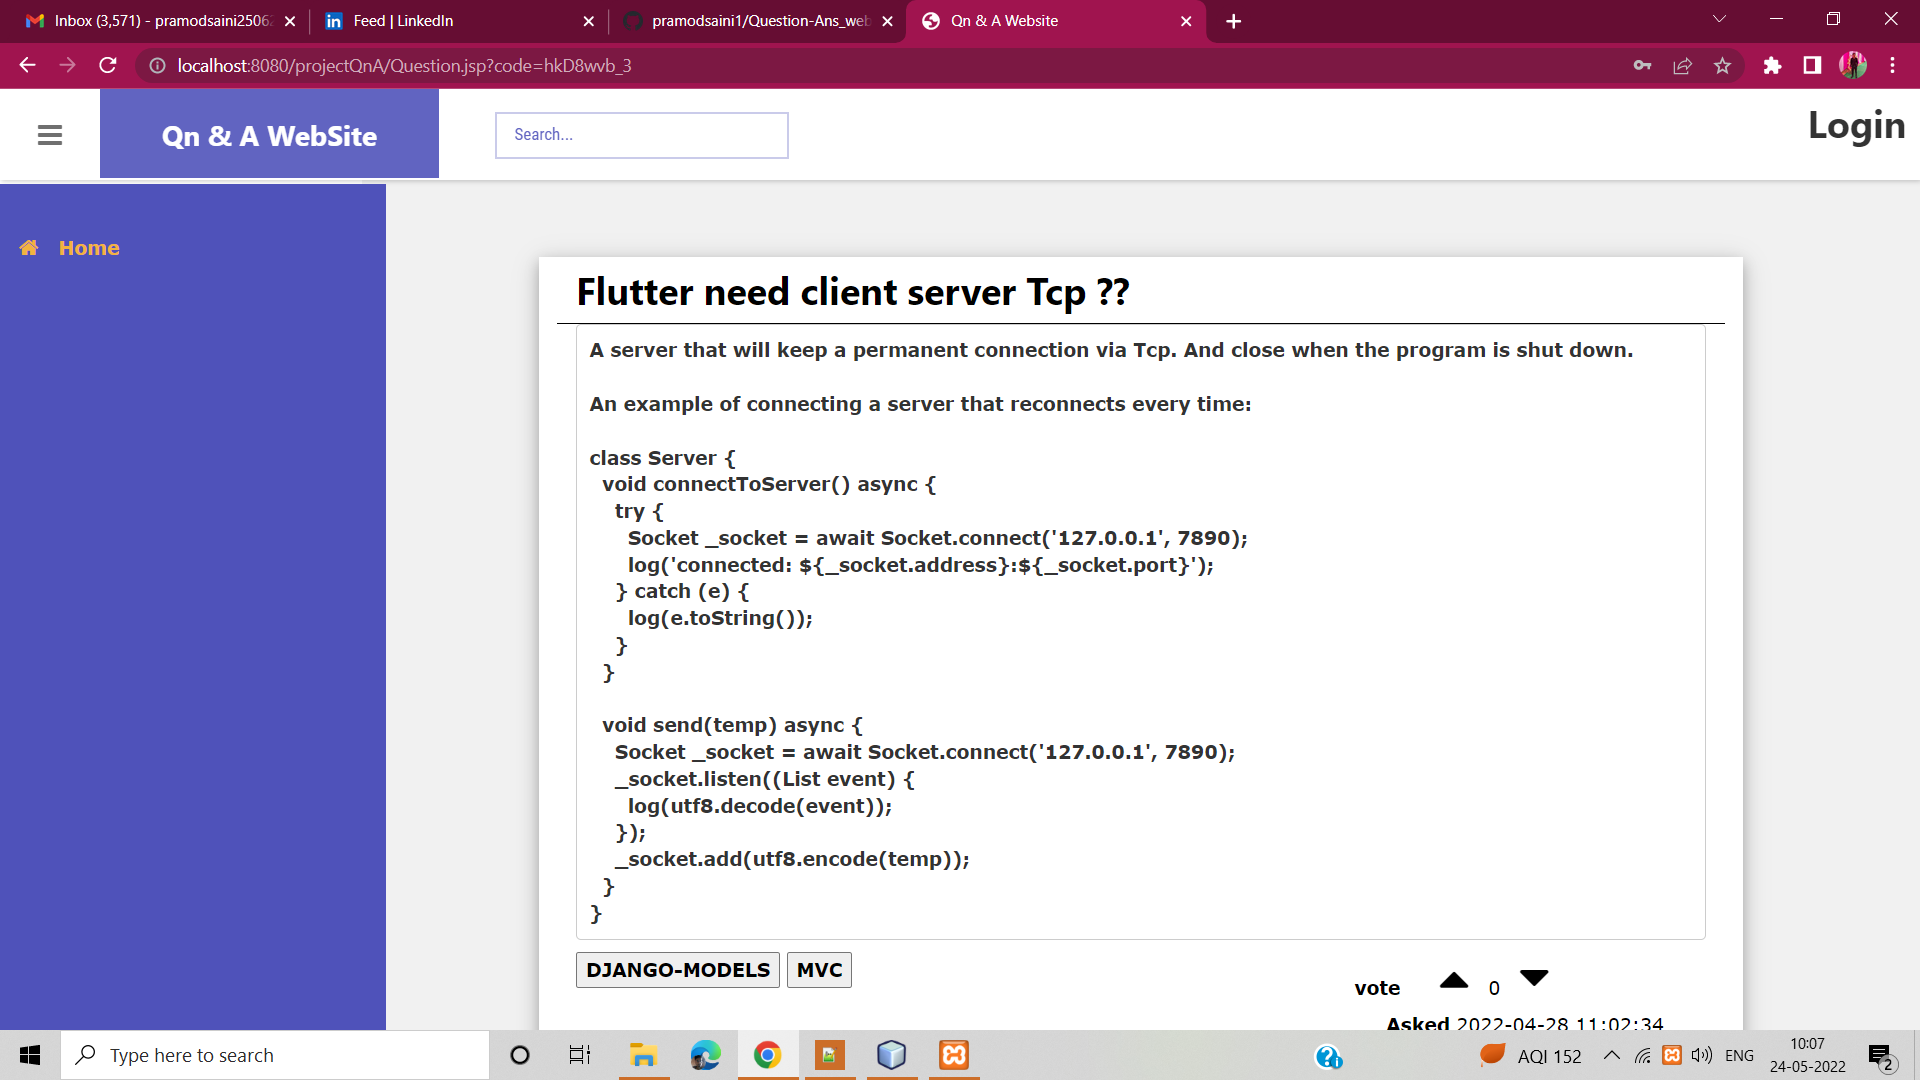 Inbox (3,571) - pramodsaini2506
Feed | LinkedIn
pramodsaini1/Question-Ans_web
Qn & A Website
localhost:8080/projectQnA/Question.jsp?code=hkD8wvb_3
Qn & A WebSite
Search...
Login
Home
Flutter need client server Tcp ??
A server that will keep a permanent connection via Tcp. And close when the program is shut down.
An example of connecting a server that reconnects every time:
class Server {
void connectToServer() async {
try {
Socket _socket = await Socket.connect('127.0.0.1', 7890);
log('connected: ${_socket.address}:${_socket.port}');
} catch (e) {
log(e.toString());
}
}
void send(temp) async {
Socket _socket = await Socket.connect('127.0.0.1', 7890);
_socket.listen((List event) {
log(utf8.decode(event));
});
_socket.add(utf8.encode(temp));
}
}
DJANGO-MODELS MVC
vote 0
Asked 2022-04-28 11:02:34
Type here to search
AQI 152
ENG
10:07
24-05-2022
2